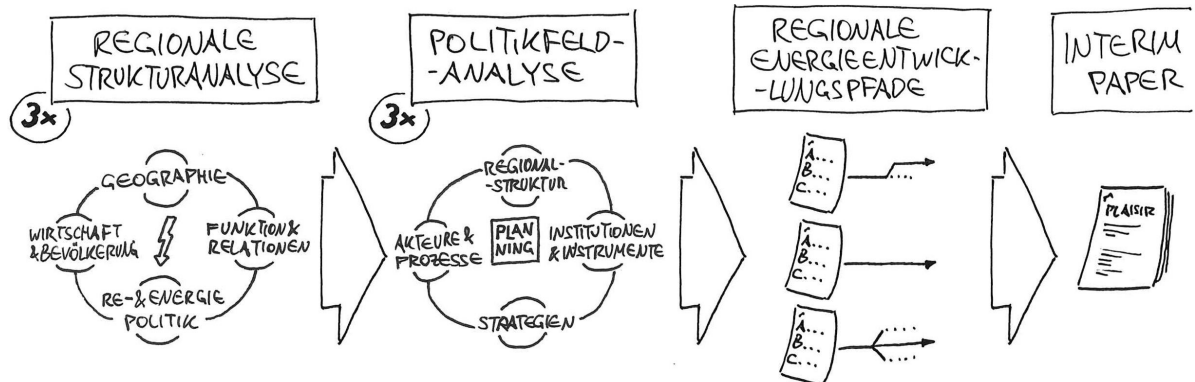 REGIONALE
STRUKTURANALYSE
3x
GEOGRAPHIE
WIRTSCHAFT
& BEVÖLKERUNG
FUNKTION &
RELATIONEN
RE- & ENERGIE
POLITIK
POLITIKFELD-
-ANALYSE
3x
REGIONAL-
-STRUKTUR
AKTEURE &
PROZESSE
PLAN
NING
INSTITUTIONEN
& INSTRUMENTE
STRATEGIEN
REGIONALE
ENERGIEENTWICK-
-LUNGSPFADE
A...
B...
C...
A...
B...
C...
A...
B...
C...
INTERIM
PAPER
PLAISIR